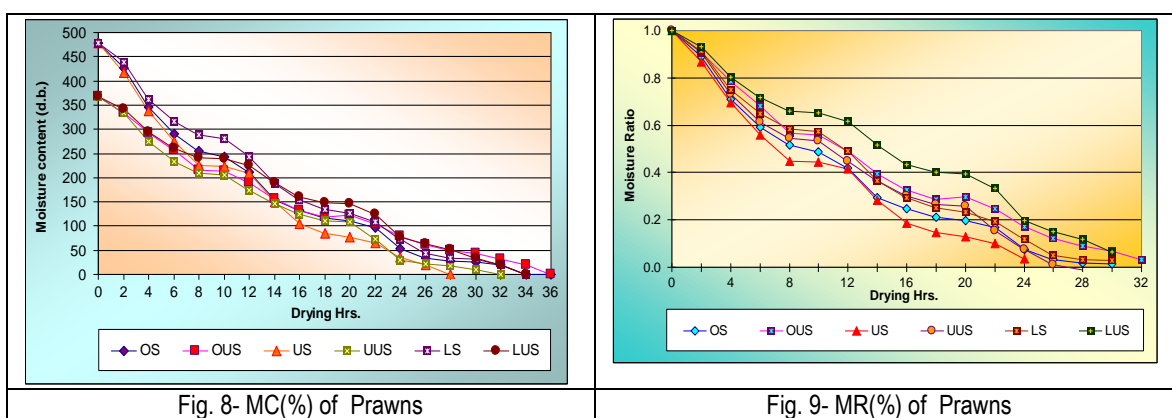 500
450
400
350
300
250
200
150
100
50
0
Moisture content (d.b.)
0 2 4 6 8 10 12 14 16 18 20 22 24 26 28 30 32 34 36
Drying Hrs.
OS OUS US UUS LS LUS
Fig. 8- MC(%) of Prawns
1.0
0.8
0.6
0.4
0.2
0.0
Moisture Ratio
0 4 8 12 16 20 24 28 32
Drying Hrs.
OS OUS US UUS LS LUS
Fig. 9- MR(%) of Prawns